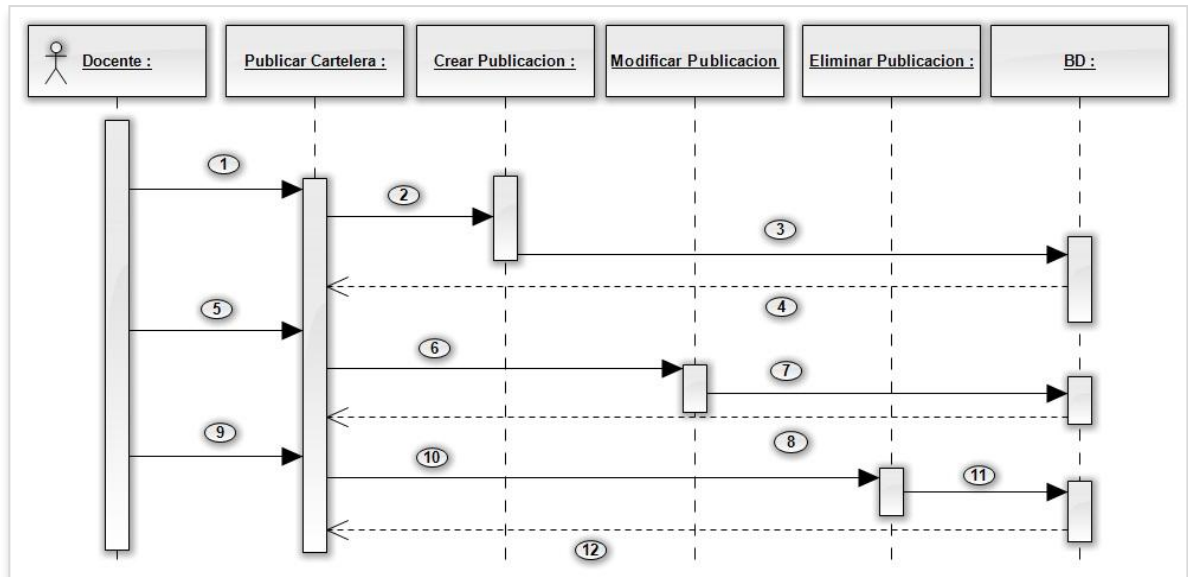 Docente :
Publicar Cartelera :
Crear Publicacion :
Modificar Publicacion
Eliminar Publicacion :
BD :
1
2
3
4
5
6
7
8
9
10
11
12